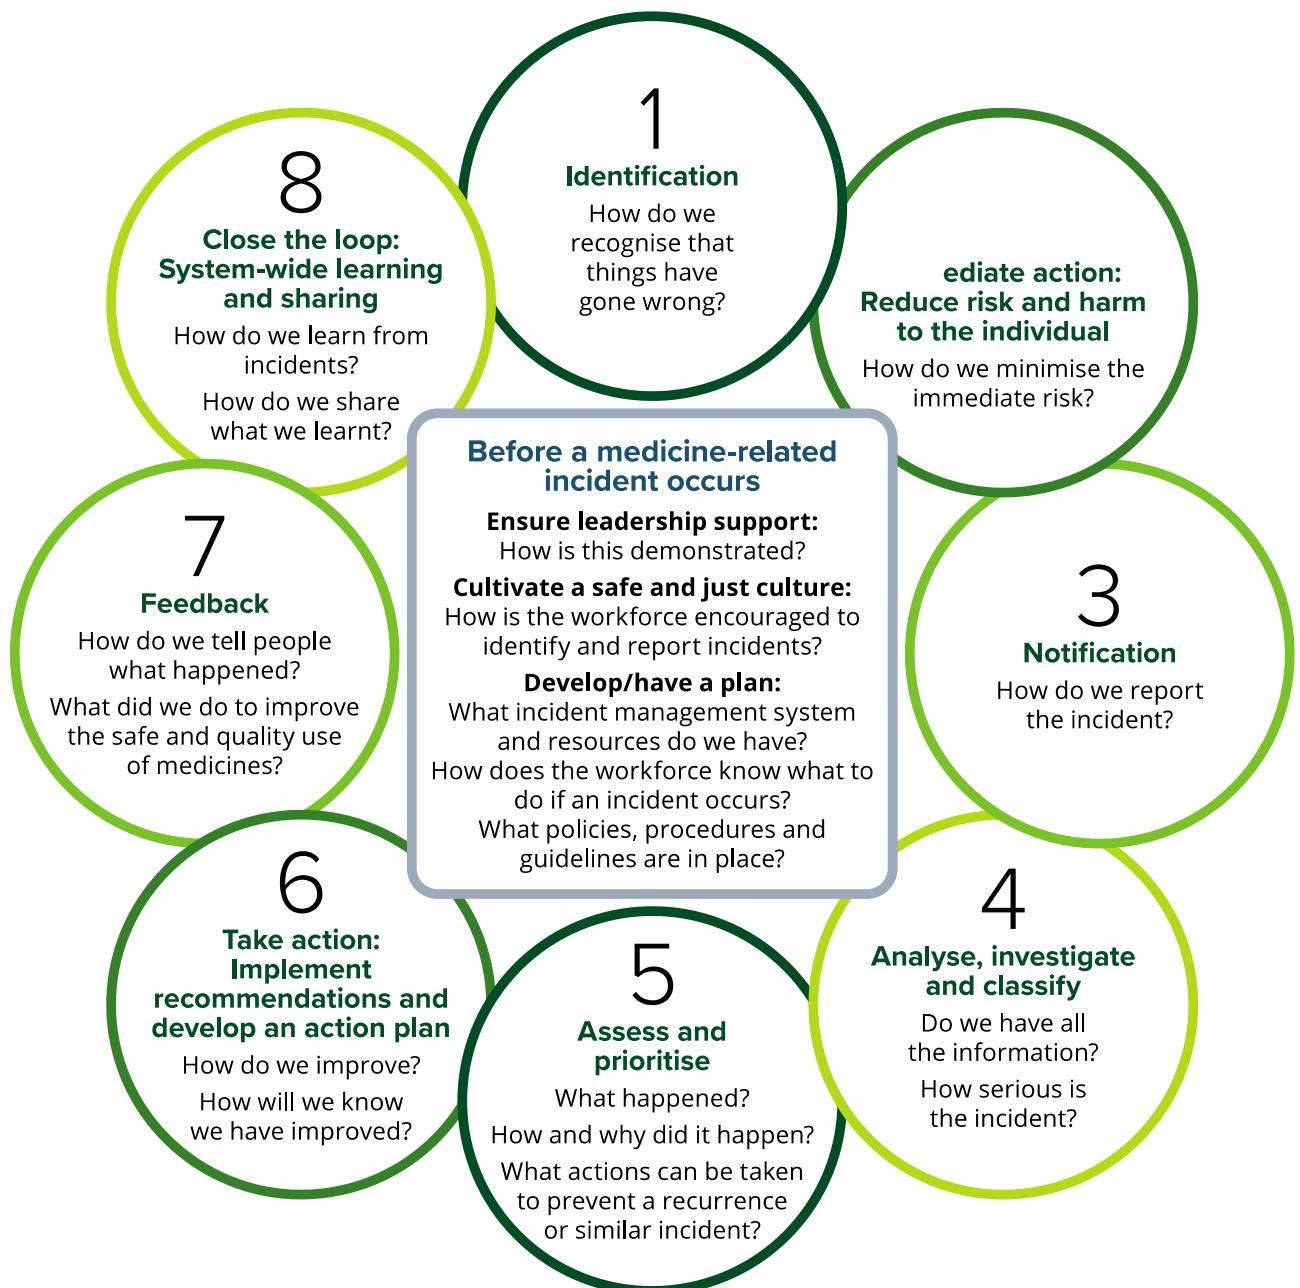 1
Identification
How do we
recognise that
things have
gone wrong?
ediate action:
Reduce risk and harm
to the individual
How do we minimise the
immediate risk?
3
Notification
How do we report
the incident?
4
Analyse, investigate
and classify
Do we have all
the information?
How serious is
the incident?
5
Assess and
prioritise
What happened?
How and why did it happen?
What actions can be taken
to prevent a recurrence
or similar incident?
6
Take action:
Implement
recommendations and
develop an action plan
How do we improve?
How will we know
we have improved?
7
Feedback
How do we tell people
what happened?
What did we do to improve
the safe and quality use
of medicines?
8
Close the loop:
System-wide learning
and sharing
How do we learn from
incidents?
How do we share
what we learnt?
Before a medicine-related
incident occurs
Ensure leadership support:
How is this demonstrated?
Cultivate a safe and just culture:
How is the workforce encouraged to
identify and report incidents?
Develop/have a plan:
What incident management system
and resources do we have?
How does the workforce know what to
do if an incident occurs?
What policies, procedures and
guidelines are in place?